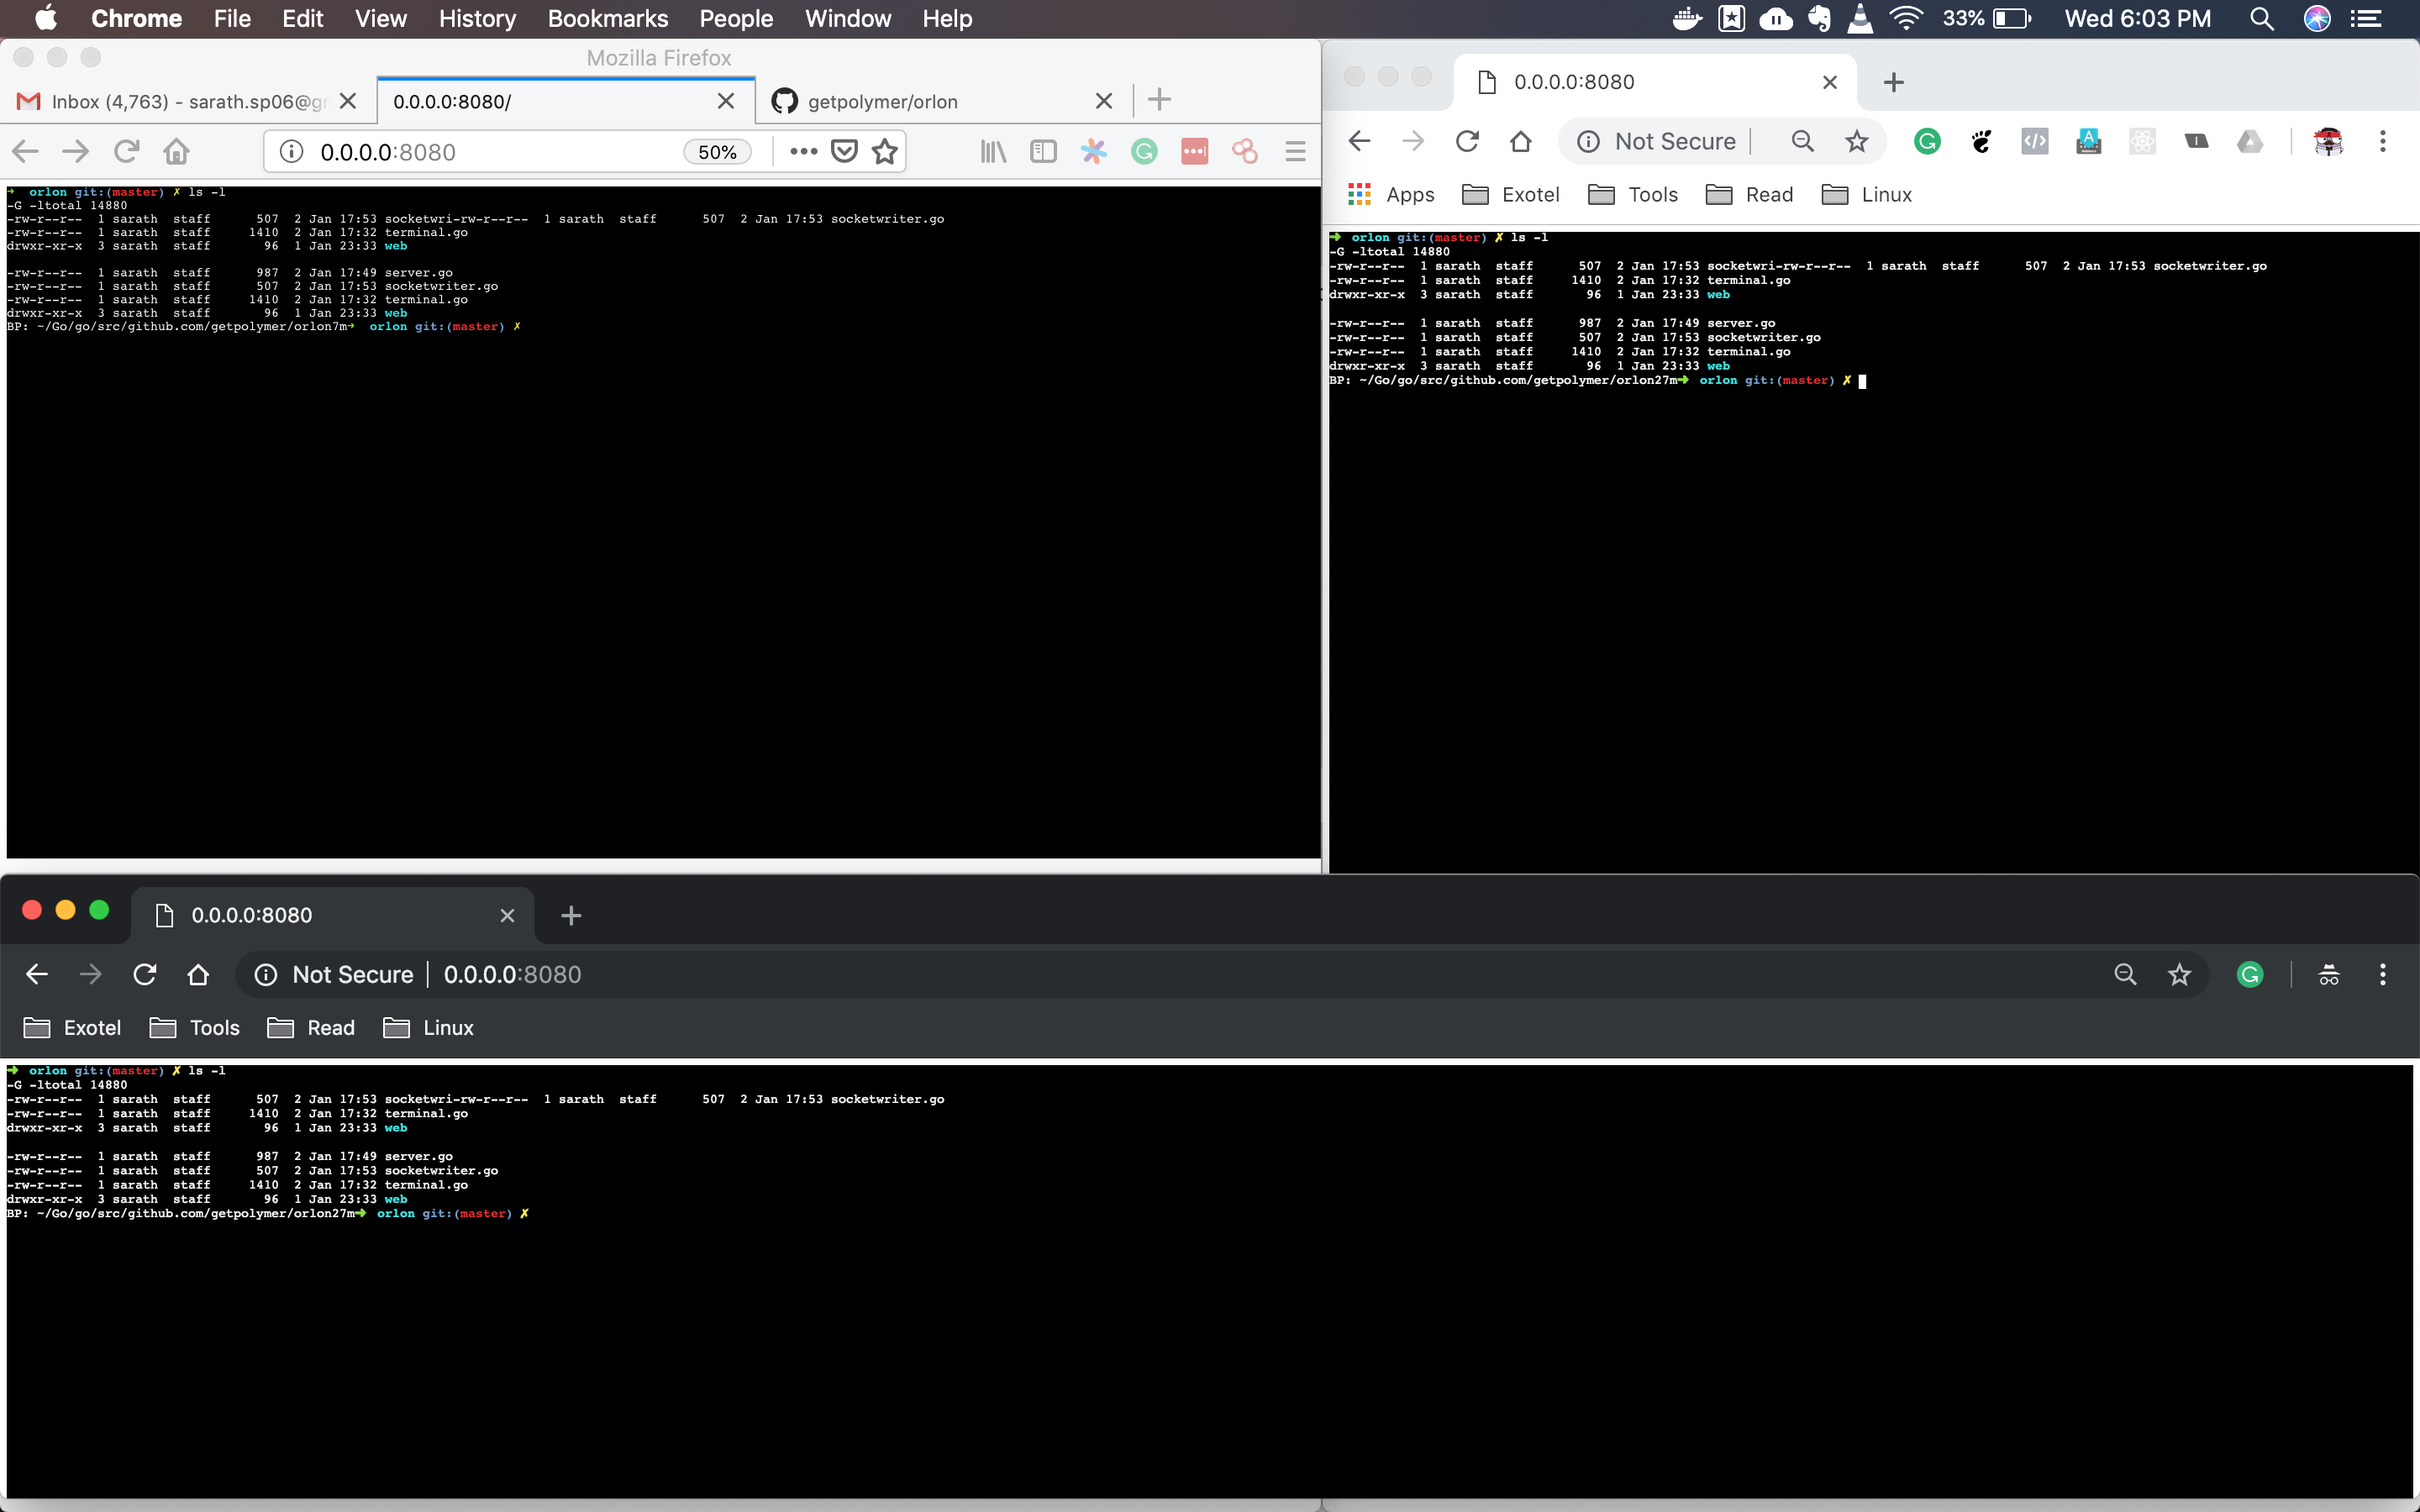 Chrome File Edit View History Bookmarks People Window Help 33% Wed 6:03 PM
Mozilla Firefox
Inbox (4,763) - sarath.sp06@gr 0.0.0.0:8080/ getpolymer/orlon
0.0.0.0:8080 50%
➜ orlon git:(master) ✗ ls -l
-G -ltotal 14880
-rw-r--r-- 1 sarath staff 507 2 Jan 17:53 socketwri-rw-r--r-- 1 sarath staff 507 2 Jan 17:53 socketwriter.go
-rw-r--r-- 1 sarath staff 1410 2 Jan 17:32 terminal.go
drwxr-xr-x 3 sarath staff 96 1 Jan 23:33 web
-rw-r--r-- 1 sarath staff 987 2 Jan 17:49 server.go
-rw-r--r-- 1 sarath staff 507 2 Jan 17:53 socketwriter.go
-rw-r--r-- 1 sarath staff 1410 2 Jan 17:32 terminal.go
drwxr-xr-x 3 sarath staff 96 1 Jan 23:33 web
BP: ~/Go/go/src/github.com/getpolymer/orlon7m➜ orlon git:(master) ✗
0.0.0.0:8080
Not Secure
Apps Exotel Tools Read Linux
➜ orlon git:(master) ✗ ls -l
-G -ltotal 14880
-rw-r--r-- 1 sarath staff 507 2 Jan 17:53 socketwri-rw-r--r-- 1 sarath staff 507 2 Jan 17:53 socketwriter.go
-rw-r--r-- 1 sarath staff 1410 2 Jan 17:32 terminal.go
drwxr-xr-x 3 sarath staff 96 1 Jan 23:33 web
-rw-r--r-- 1 sarath staff 987 2 Jan 17:49 server.go
-rw-r--r-- 1 sarath staff 507 2 Jan 17:53 socketwriter.go
-rw-r--r-- 1 sarath staff 1410 2 Jan 17:32 terminal.go
drwxr-xr-x 3 sarath staff 96 1 Jan 23:33 web
BP: ~/Go/go/src/github.com/getpolymer/orlon27m➜ orlon git:(master) ✗
0.0.0.0:8080
Not Secure 0.0.0.0:8080
Exotel Tools Read Linux
➜ orlon git:(master) ✗ ls -l
-G -ltotal 14880
-rw-r--r-- 1 sarath staff 507 2 Jan 17:53 socketwri-rw-r--r-- 1 sarath staff 507 2 Jan 17:53 socketwriter.go
-rw-r--r-- 1 sarath staff 1410 2 Jan 17:32 terminal.go
drwxr-xr-x 3 sarath staff 96 1 Jan 23:33 web
-rw-r--r-- 1 sarath staff 987 2 Jan 17:49 server.go
-rw-r--r-- 1 sarath staff 507 2 Jan 17:53 socketwriter.go
-rw-r--r-- 1 sarath staff 1410 2 Jan 17:32 terminal.go
drwxr-xr-x 3 sarath staff 96 1 Jan 23:33 web
BP: ~/Go/go/src/github.com/getpolymer/orlon27m➜ orlon git:(master) ✗